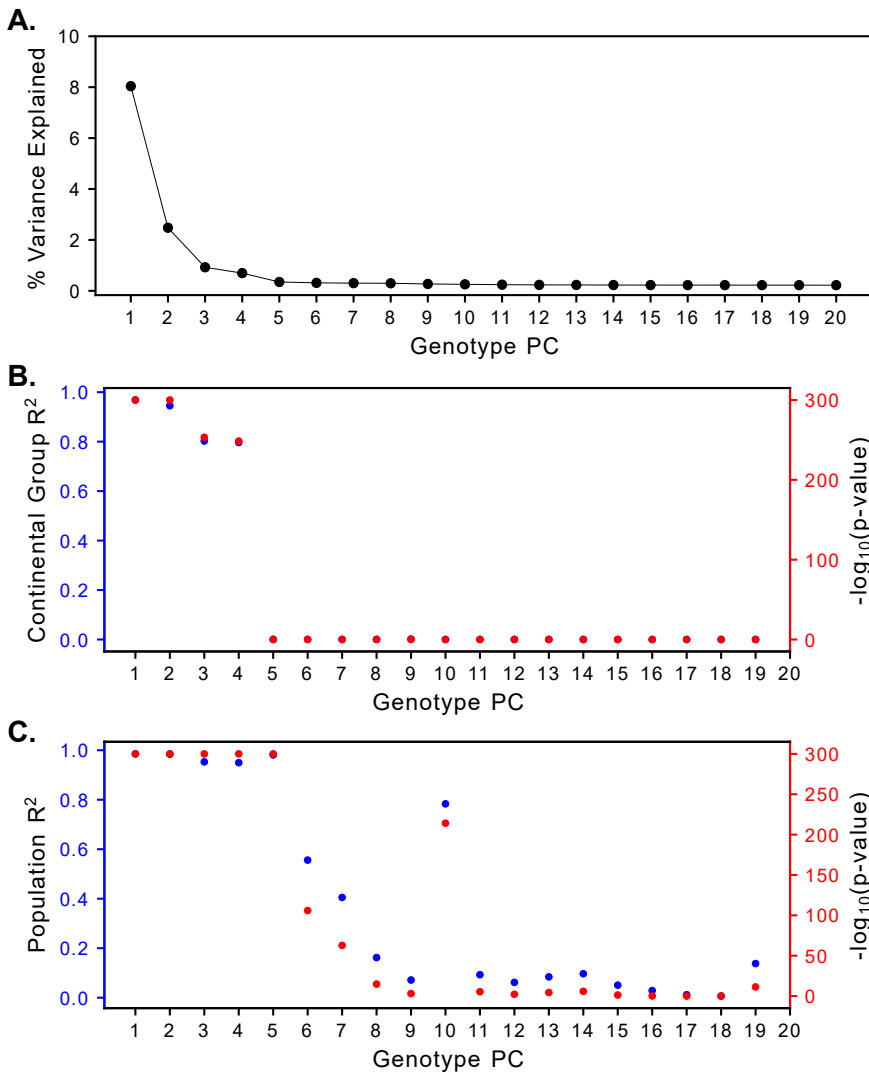 A.
% Variance Explained
10
8
6
4
2
0
1 2 3 4 5 6 7 8 9 10 11 12 13 14 15 16 17 18 19 20
Genotype PC
B.
Continental Group R²
1.0
0.8
0.6
0.4
0.2
0.0
300
200
100
0
-log₁₀(p-value)
1 2 3 4 5 6 7 8 9 10 11 12 13 14 15 16 17 18 19 20
Genotype PC
C.
Population R²
1.0
0.8
0.6
0.4
0.2
0.0
300
250
200
150
100
50
0
-log₁₀(p-value)
1 2 3 4 5 6 7 8 9 10 11 12 13 14 15 16 17 18 19 20
Genotype PC